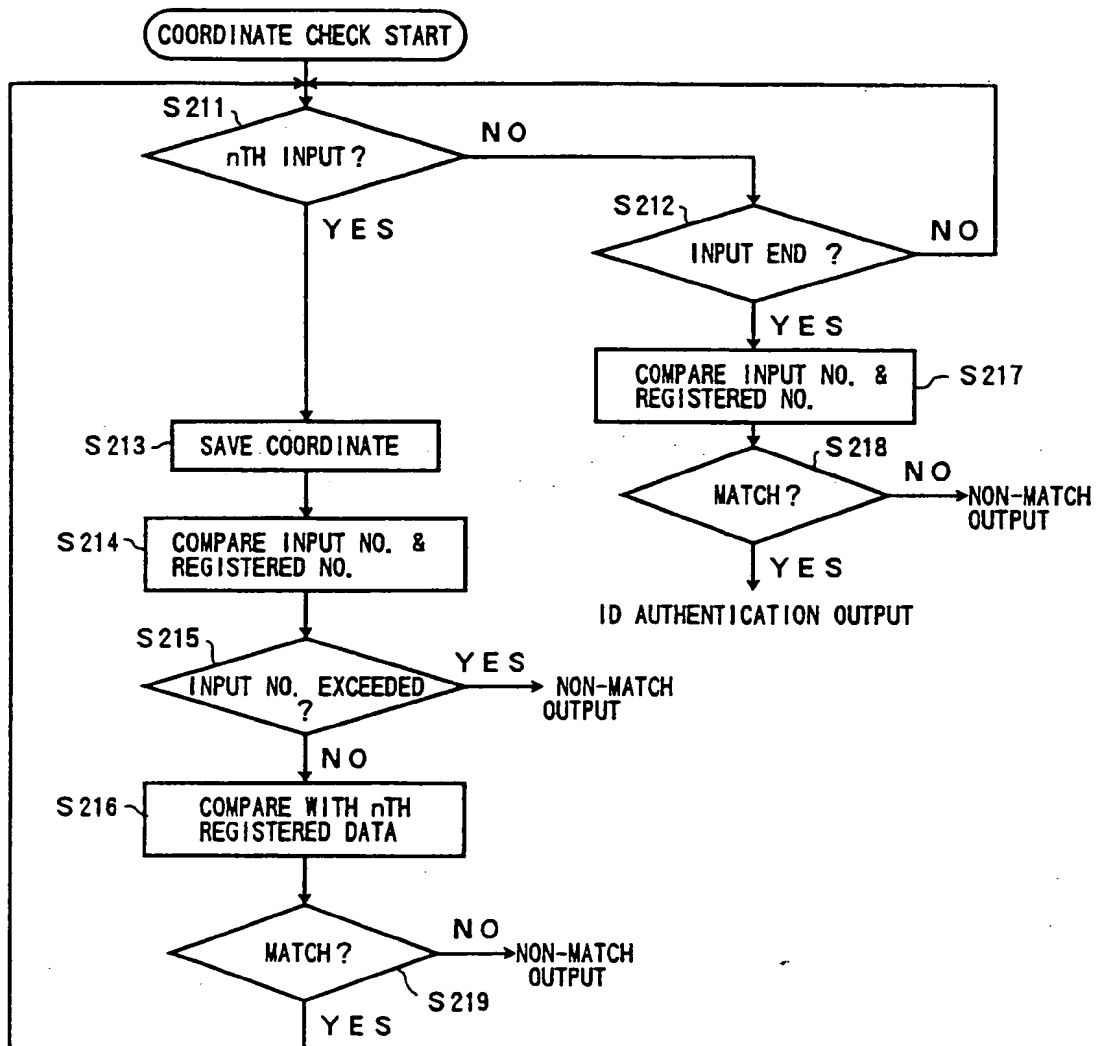 COORDINATE CHECK START
S211
nTH INPUT?
NO
YES
S212
INPUT END ?
NO
YES
COMPARE INPUT NO. &
REGISTERED NO.
S217
S213
SAVE COORDINATE
S218
MATCH?
NO
NON-MATCH
OUTPUT
YES
ID AUTHENTICATION OUTPUT
S214
COMPARE INPUT NO. &
REGISTERED NO.
S215
INPUT NO. EXCEEDED
?
YES
NON-MATCH
OUTPUT
NO
S216
COMPARE WITH nTH
REGISTERED DATA
MATCH?
NO
NON-MATCH
OUTPUT
S219
YES